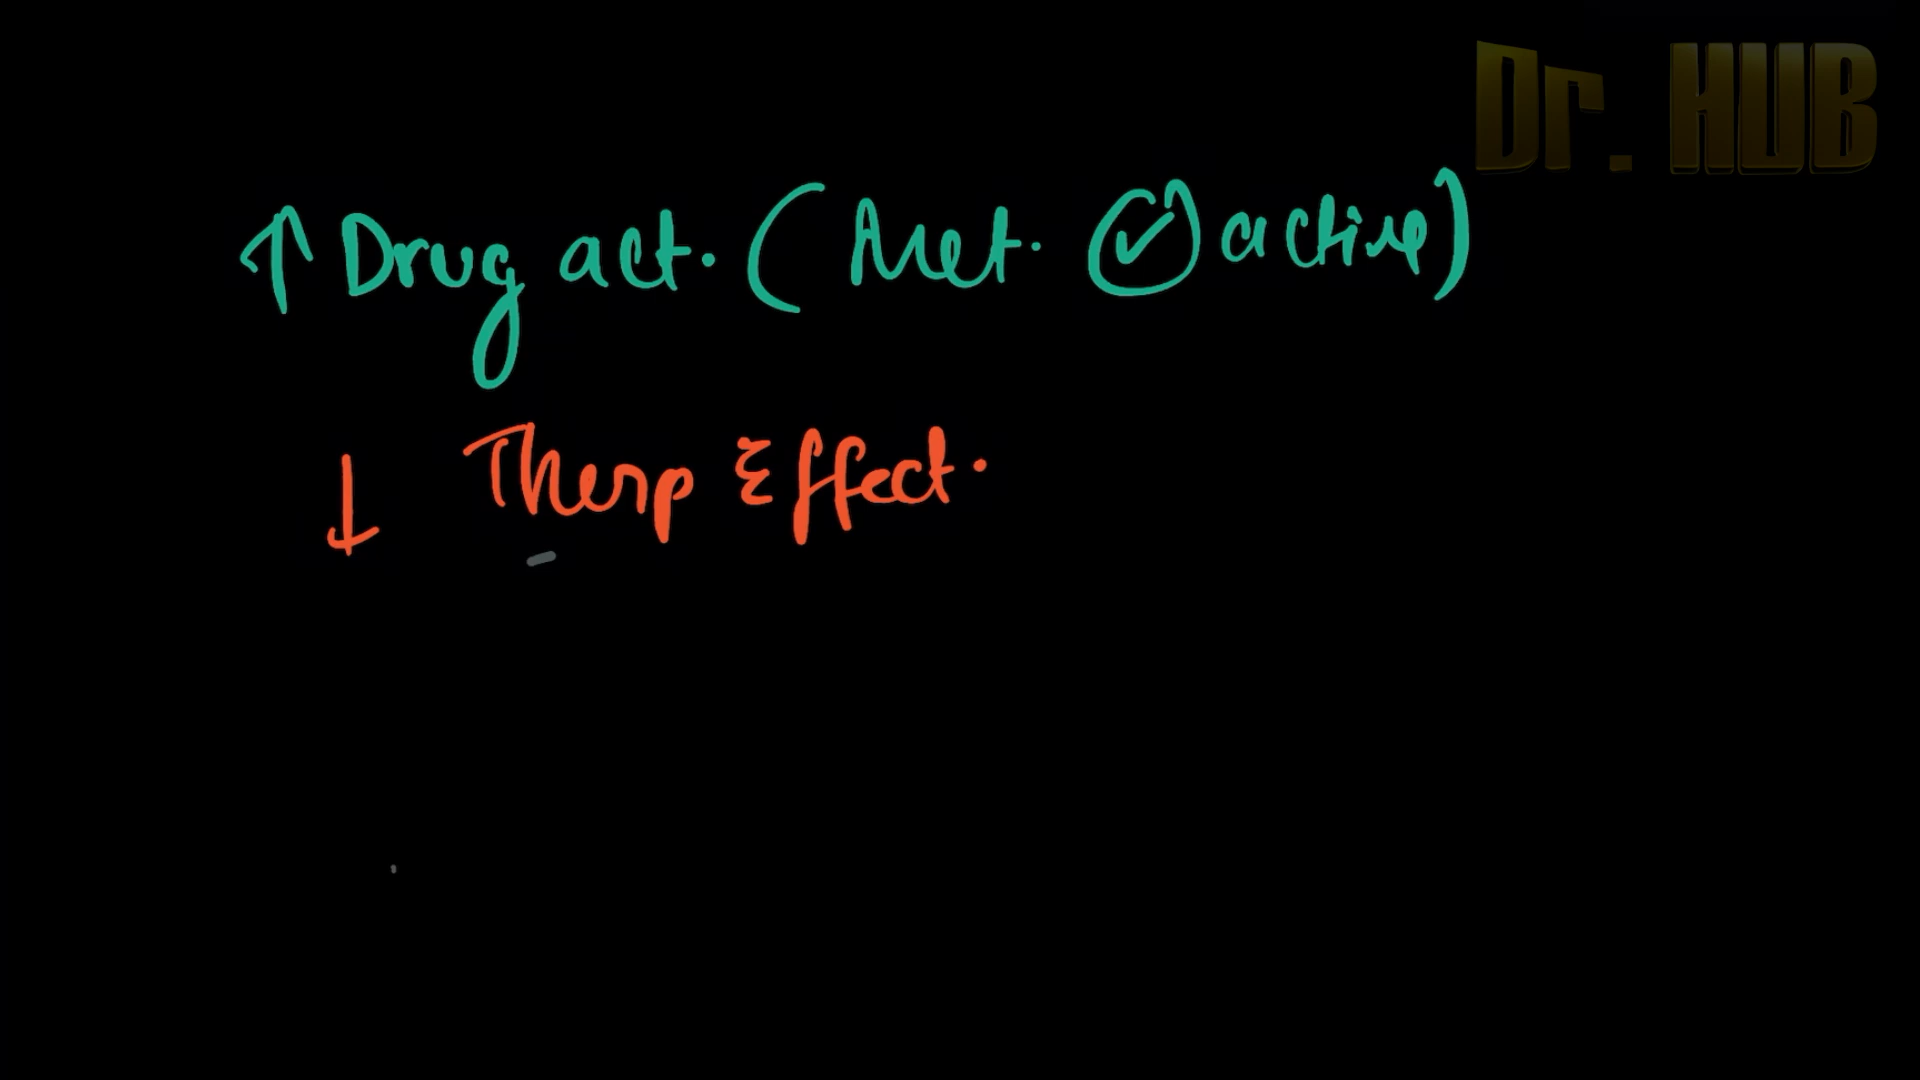 Dr. HUB
↑ Drug act. (Met. ✓ active)
↓ Therp Effect.